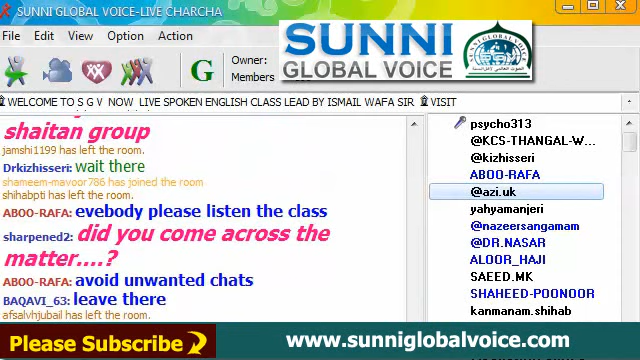 SUNNI GLOBAL VOICE-LIVE CHARCHA
File Edit View Option Action
SUNNI
GLOBAL VOICE
G
Owner:
Members
WELCOME TO S G V NOW LIVE SPOKEN ENGLISH CLASS LEAD BY ISMAIL WAFA SIR VISIT
shaitan group
jamshi1199 has left the room.
Drkizhisseri: wait there
shameem-mavoor786 has joined the room
shihabpti has left the room.
ABOO-RAFA: evebody please listen the class
sharpened2: did you come across the
matter....?
ABOO-RAFA: avoid unwanted chats
BAQAVI_63: leave there
afsalvhjubail has left the room.
psycho313
@KCS-THANGAL-W...
@kizhisseri
ABOO-RAFA
@azi.uk
yahyamanjeri
@nazeersangamam
@DR.NASAR
ALOOR_HAJI
SAEED.MK
SHAHEED-POONOOR
kanmanam.shihab
Please Subscribe
www.sunniglobalvoice.com